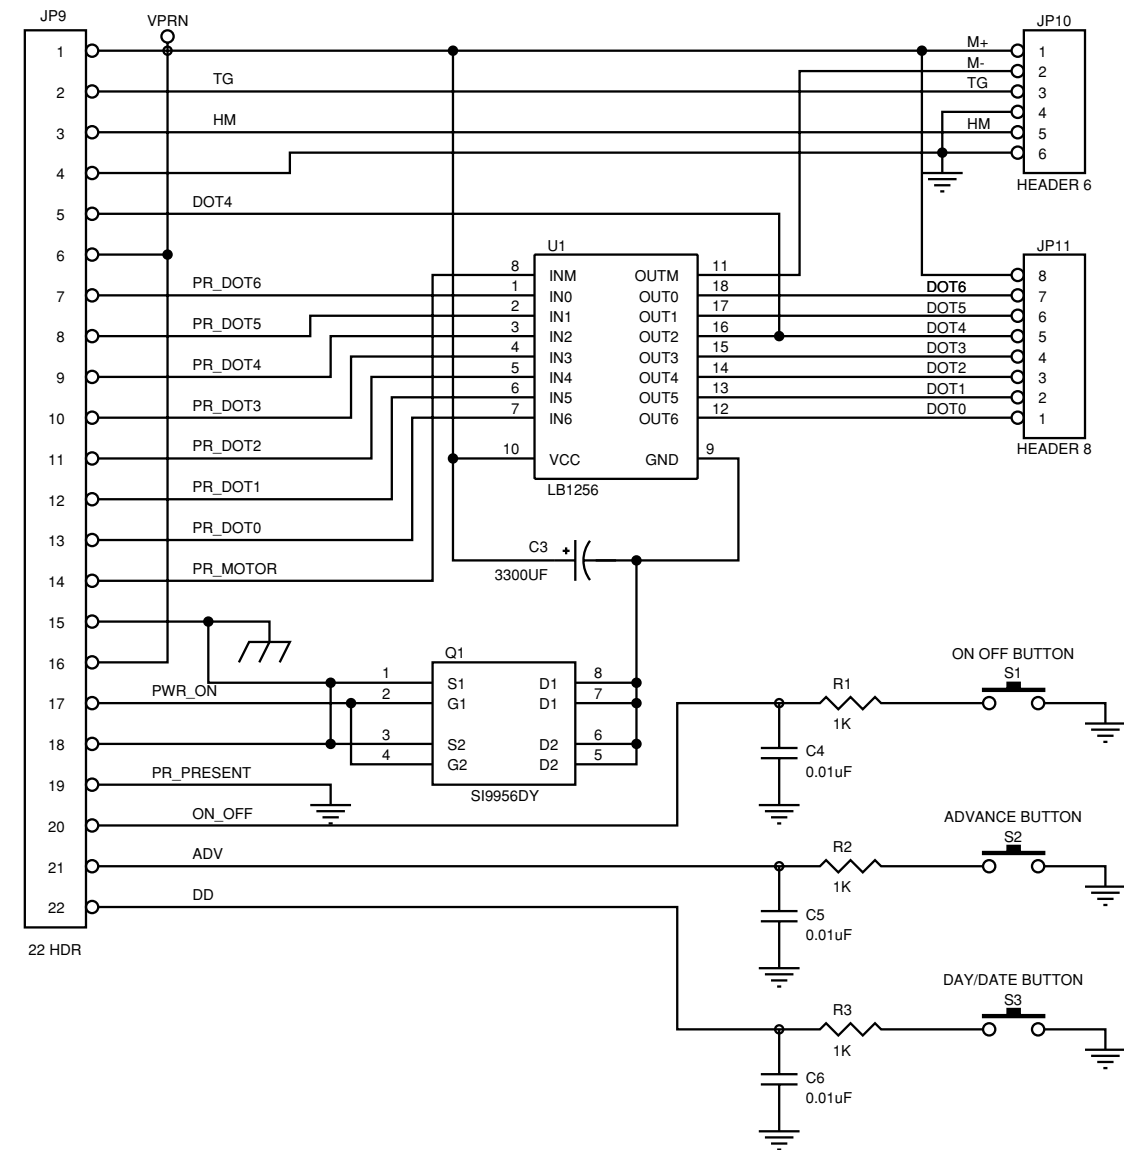 JP9
VPRN
JP10
1
M+
1
M-
2
2
TG
TG
3
4
3
HM
HM
5
4
6
HEADER 6
5
DOT4
6
U1
JP11
8
INM
OUTM
11
8
7
PR_DOT6
1
IN0
OUT0
18
DOT6
7
2
IN1
OUT1
17
DOT5
6
8
PR_DOT5
3
IN2
OUT2
16
DOT4
5
4
IN3
OUT3
15
DOT3
4
9
PR_DOT4
5
IN4
OUT4
14
DOT2
3
6
IN5
OUT5
13
DOT1
2
10
PR_DOT3
7
IN6
OUT6
12
DOT0
1
11
PR_DOT2
10
VCC
GND
9
HEADER 8
LB1256
12
PR_DOT1
13
PR_DOT0
C3
+
3300UF
14
PR_MOTOR
15
16
Q1
ON OFF BUTTON
S1
1
S1
D1
8
17
PWR_ON
2
G1
D1
7
R1
1K
18
3
S2
D2
6
4
G2
D2
5
C4
0.01uF
19
PR_PRESENT
SI9956DY
20
ON_OFF
ADVANCE BUTTON
S2
21
ADV
R2
1K
22
DD
C5
0.01uF
22 HDR
DAY/DATE BUTTON
S3
R3
1K
C6
0.01uF